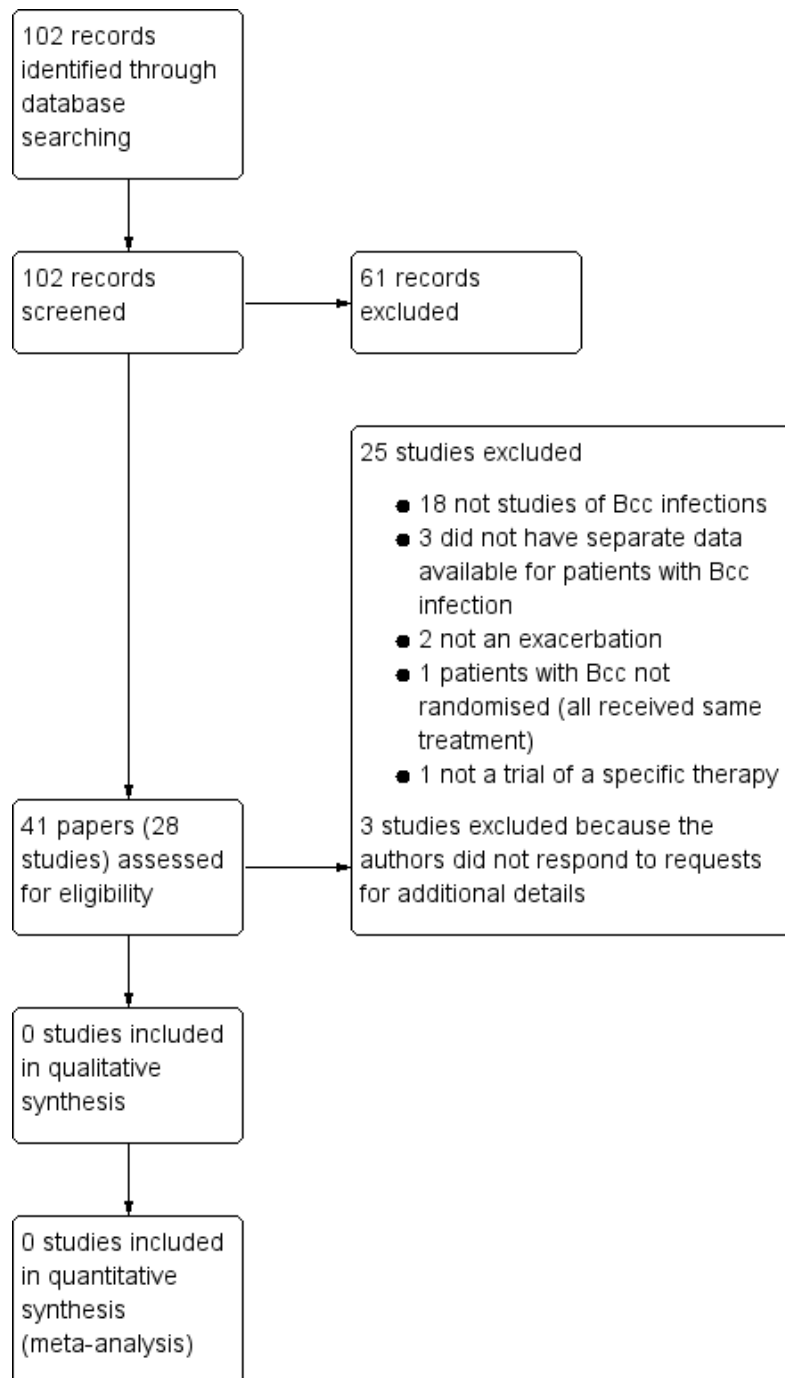 102 records
identified through
database
searching
102 records
screened
61 records
excluded
25 studies excluded
● 18 not studies of Bcc infections
● 3 did not have separate data
available for patients with Bcc
infection
● 2 not an exacerbation
● 1 patients with Bcc not
randomised (all received same
treatment)
● 1 not a trial of a specific therapy
3 studies excluded because the
authors did not respond to requests
for additional details
41 papers (28
studies) assessed
for eligibility
0 studies included
in qualitative
synthesis
0 studies included
in quantitative
synthesis
(meta-analysis)